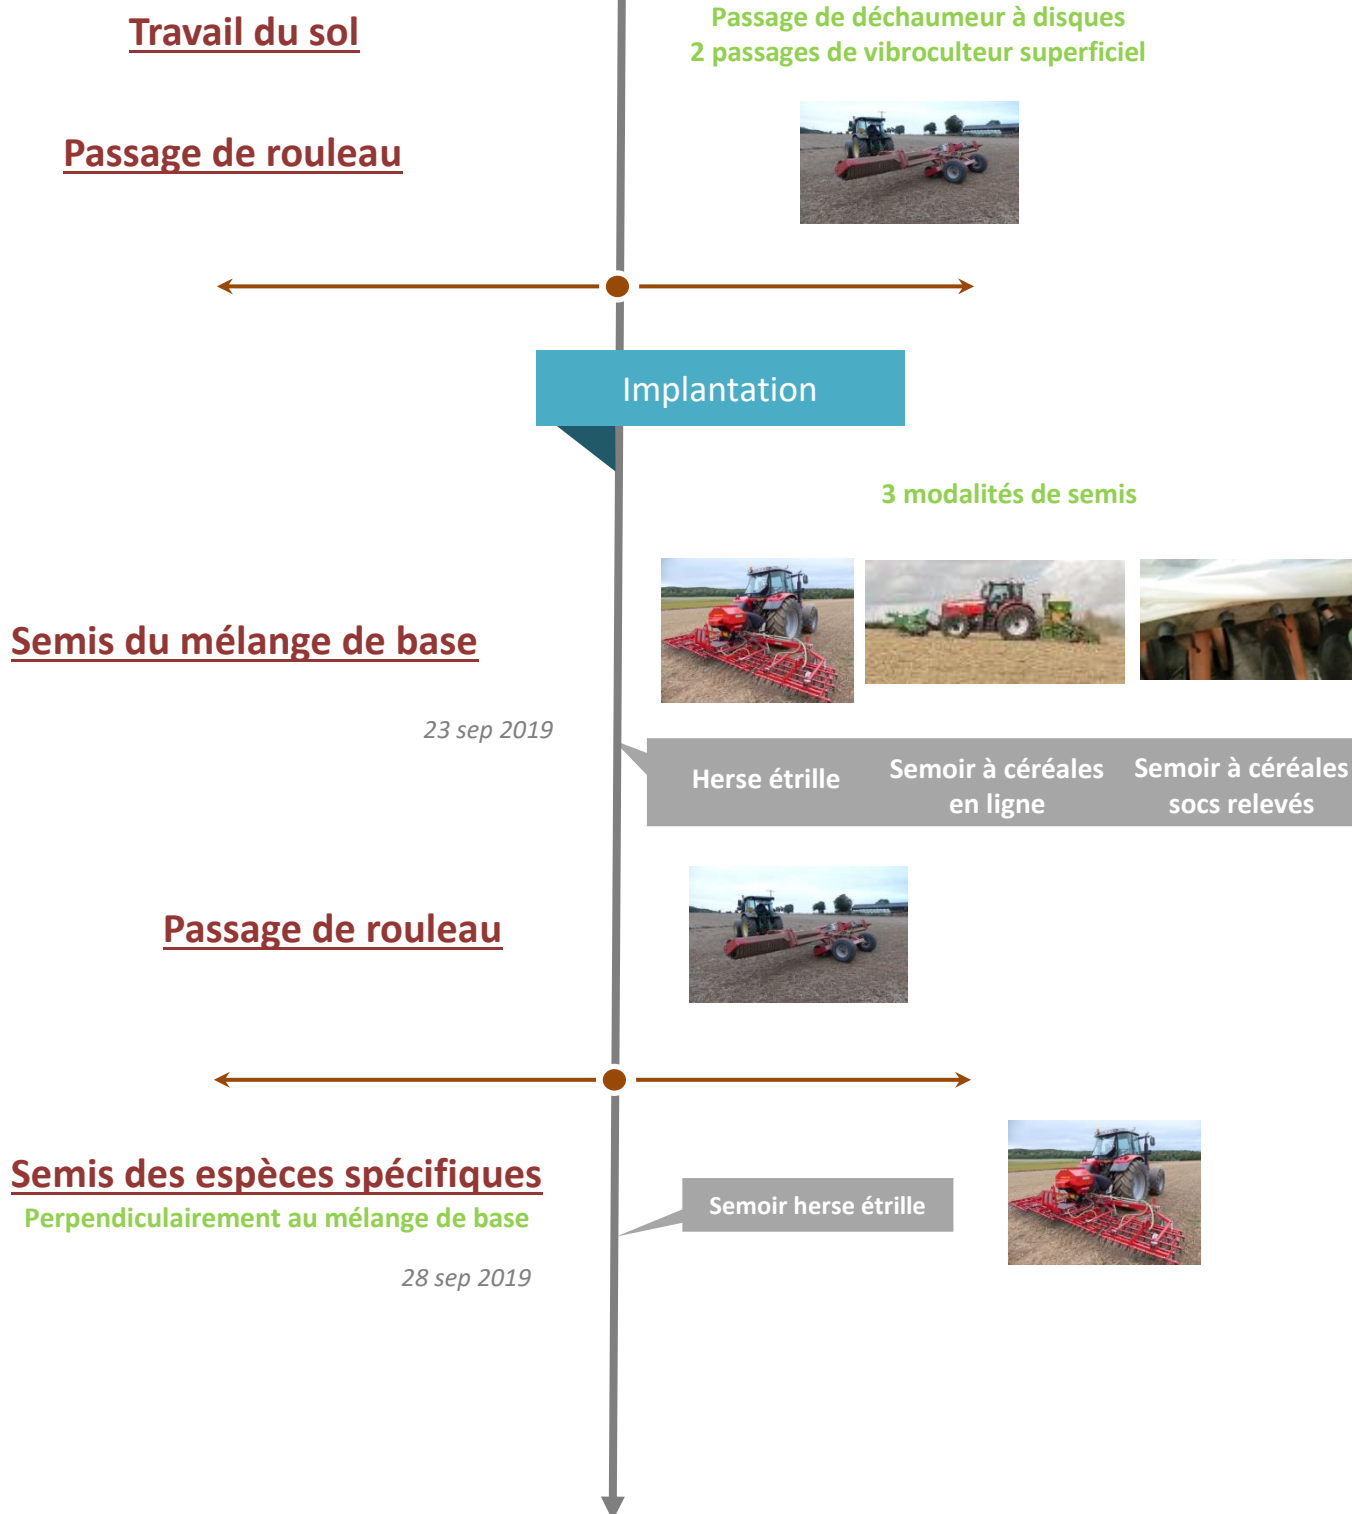 Travail du sol
Passage de déchaumeur à disques
2 passages de vibroculteur superficiel
Passage de rouleau
Implantation
3 modalités de semis
Semis du mélange de base
23 sep 2019
Herse étrille
Semoir à céréales
en ligne
Semoir à céréales
socs relevés
Passage de rouleau
Semis des espèces spécifiques
Perpendiculairement au mélange de base
Semoir herse étrille
28 sep 2019